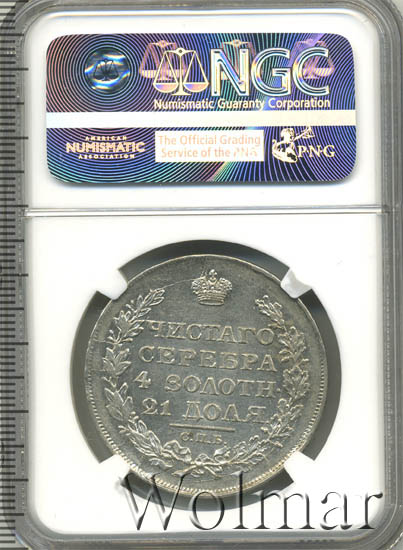 NGC
Numismatic Guaranty Corporation
AMERICAN
NUMISMATIC
ASSOCIATION
The Official Grading
Service of the PNG
PNG
ЧИСТАГО
СЕРЕБРА
4 ЗОЛОТН
21 ДОЛЯ
С.П.Б.
Wolmar